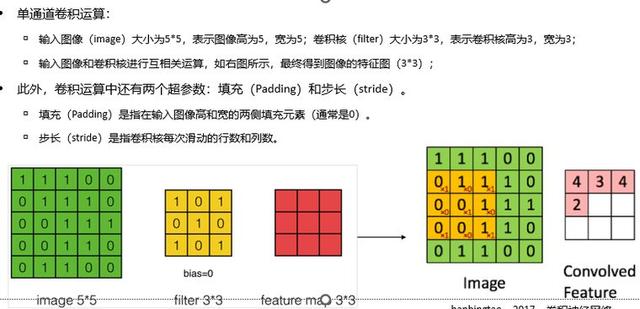 单通道卷积运算：
输入图像（image）大小为5*5，表示图像高为5，宽为5；卷积核（filter）大小为3*3，表示卷积核高为3，宽为3；
输入图像和卷积核进行互相关运算，如右图所示，最终得到图像的特征图（3*3）；
此外，卷积运算中还有两个超参数：填充（Padding）和步长（stride）。
填充（Padding）是指在输入图像高和宽的两侧填充元素（通常是0）。
步长（stride）是指卷积核每次滑动的行数和列数。
1 1 1 0 0
0 1 1 1 0
0 0 1 1 1
0 0 1 1 0
0 1 1 0 0
image 5*5
1 0 1
0 1 0
1 0 1
bias=0
filter 3*3
feature map 3*3
1 1 1 0 0
0×1 1×0 1×1 1 0
0×0 0×1 1×0 1 1
0×1 0×0 1×1 1 0
0 1 1 0 0
Image
4 3 4
2
Convolved
Feature